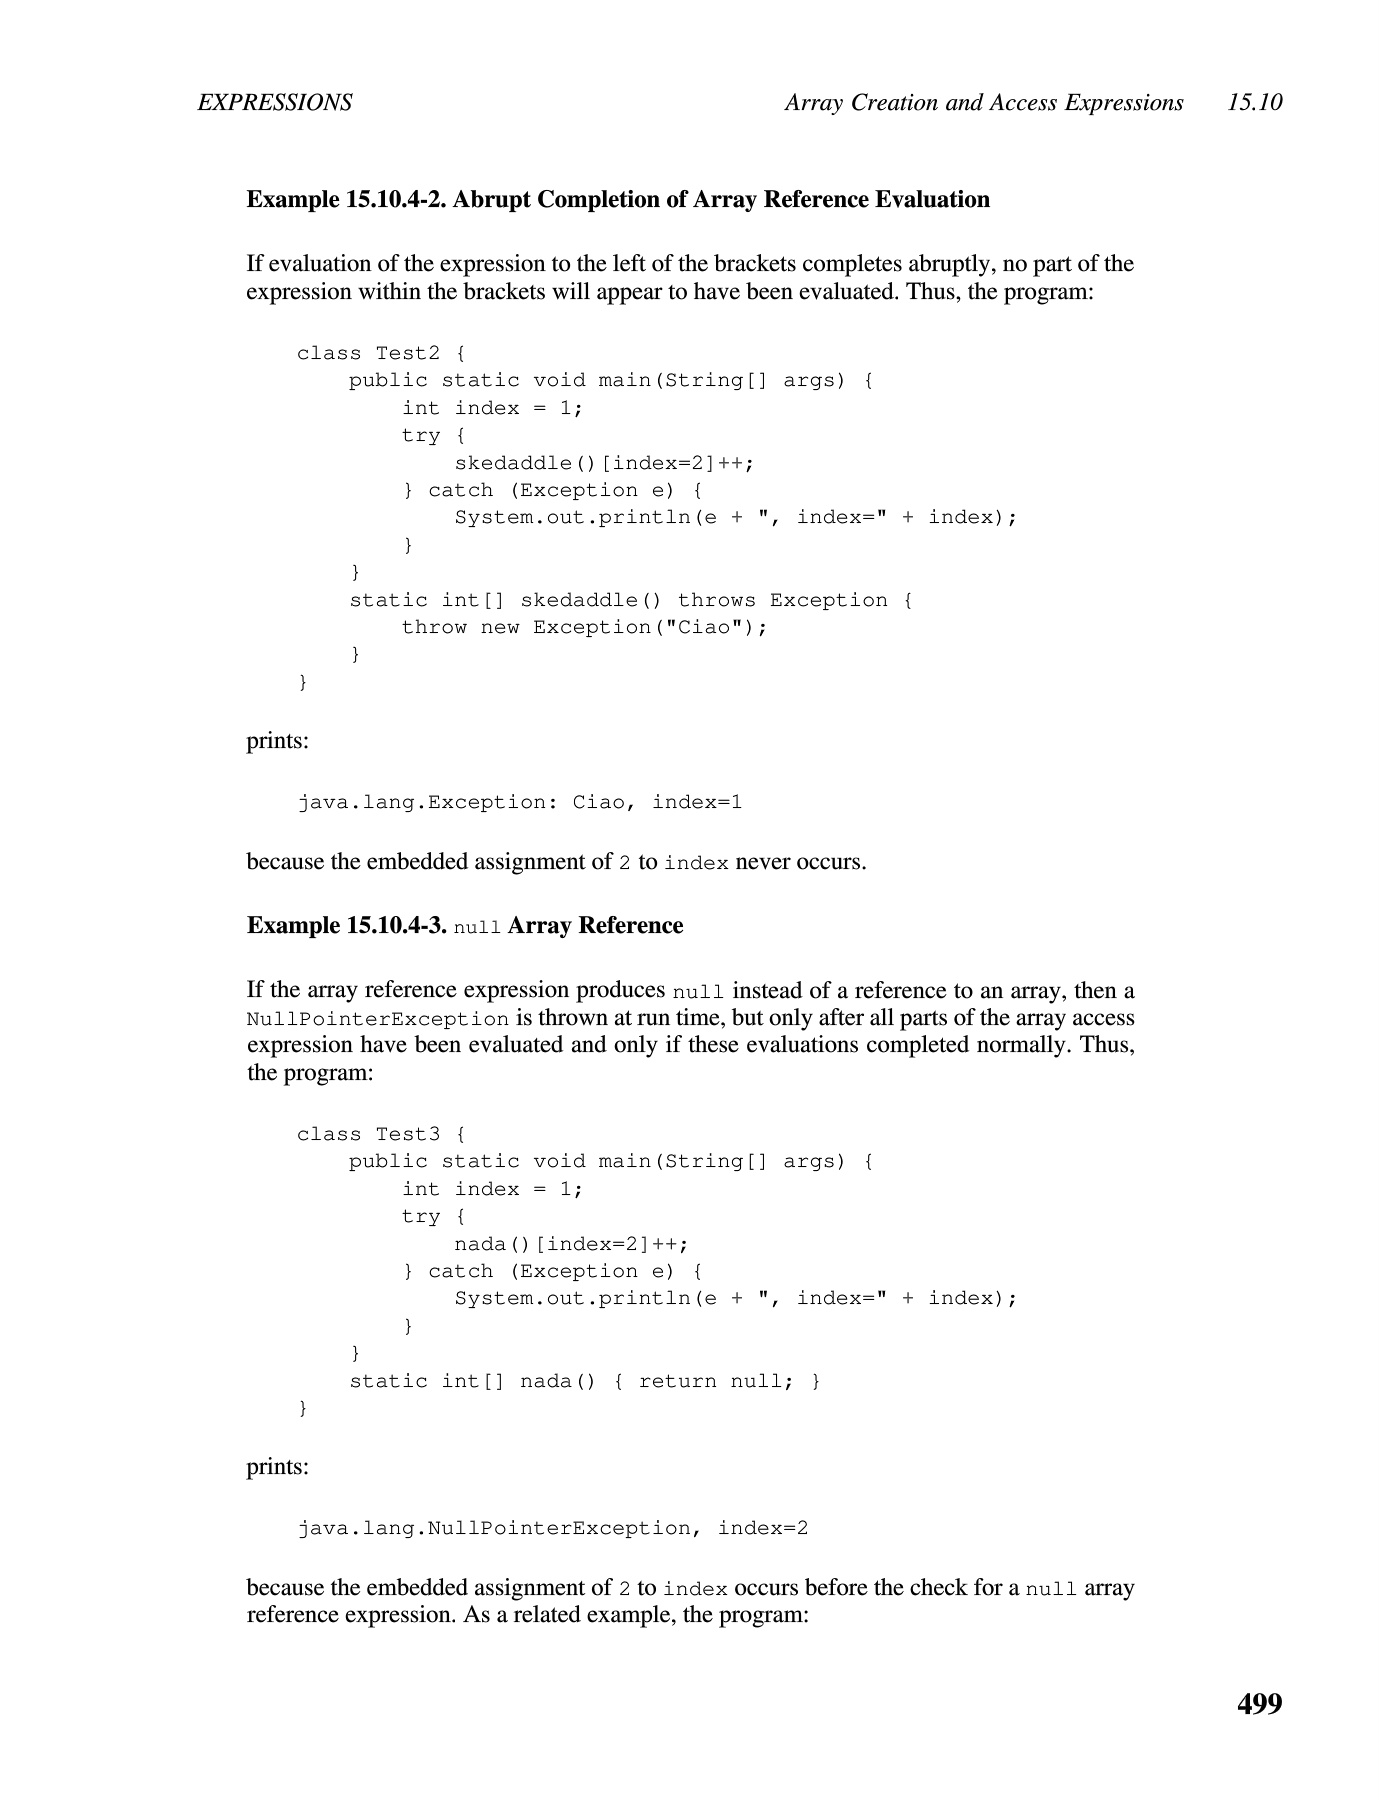 EXPRESSIONS Array Creation and Access Expressions 15.10
Example 15.10.4-2. Abrupt Completion of Array Reference Evaluation
If evaluation of the expression to the left of the brackets completes abruptly, no part of the
expression within the brackets will appear to have been evaluated. Thus, the program:
class Test2 {
    public static void main(String[] args) {
        int index = 1;
        try {
            skedaddle()[index=2]++;
        } catch (Exception e) {
            System.out.println(e + ", index=" + index);
        }
    }
    static int[] skedaddle() throws Exception {
        throw new Exception("Ciao");
    }
}
prints:
java.lang.Exception: Ciao, index=1
because the embedded assignment of 2 to index never occurs.
Example 15.10.4-3. null Array Reference
If the array reference expression produces null instead of a reference to an array, then a
NullPointerException is thrown at run time, but only after all parts of the array access
expression have been evaluated and only if these evaluations completed normally. Thus,
the program:
class Test3 {
    public static void main(String[] args) {
        int index = 1;
        try {
            nada()[index=2]++;
        } catch (Exception e) {
            System.out.println(e + ", index=" + index);
        }
    }
    static int[] nada() { return null; }
}
prints:
java.lang.NullPointerException, index=2
because the embedded assignment of 2 to index occurs before the check for a null array
reference expression. As a related example, the program:
499